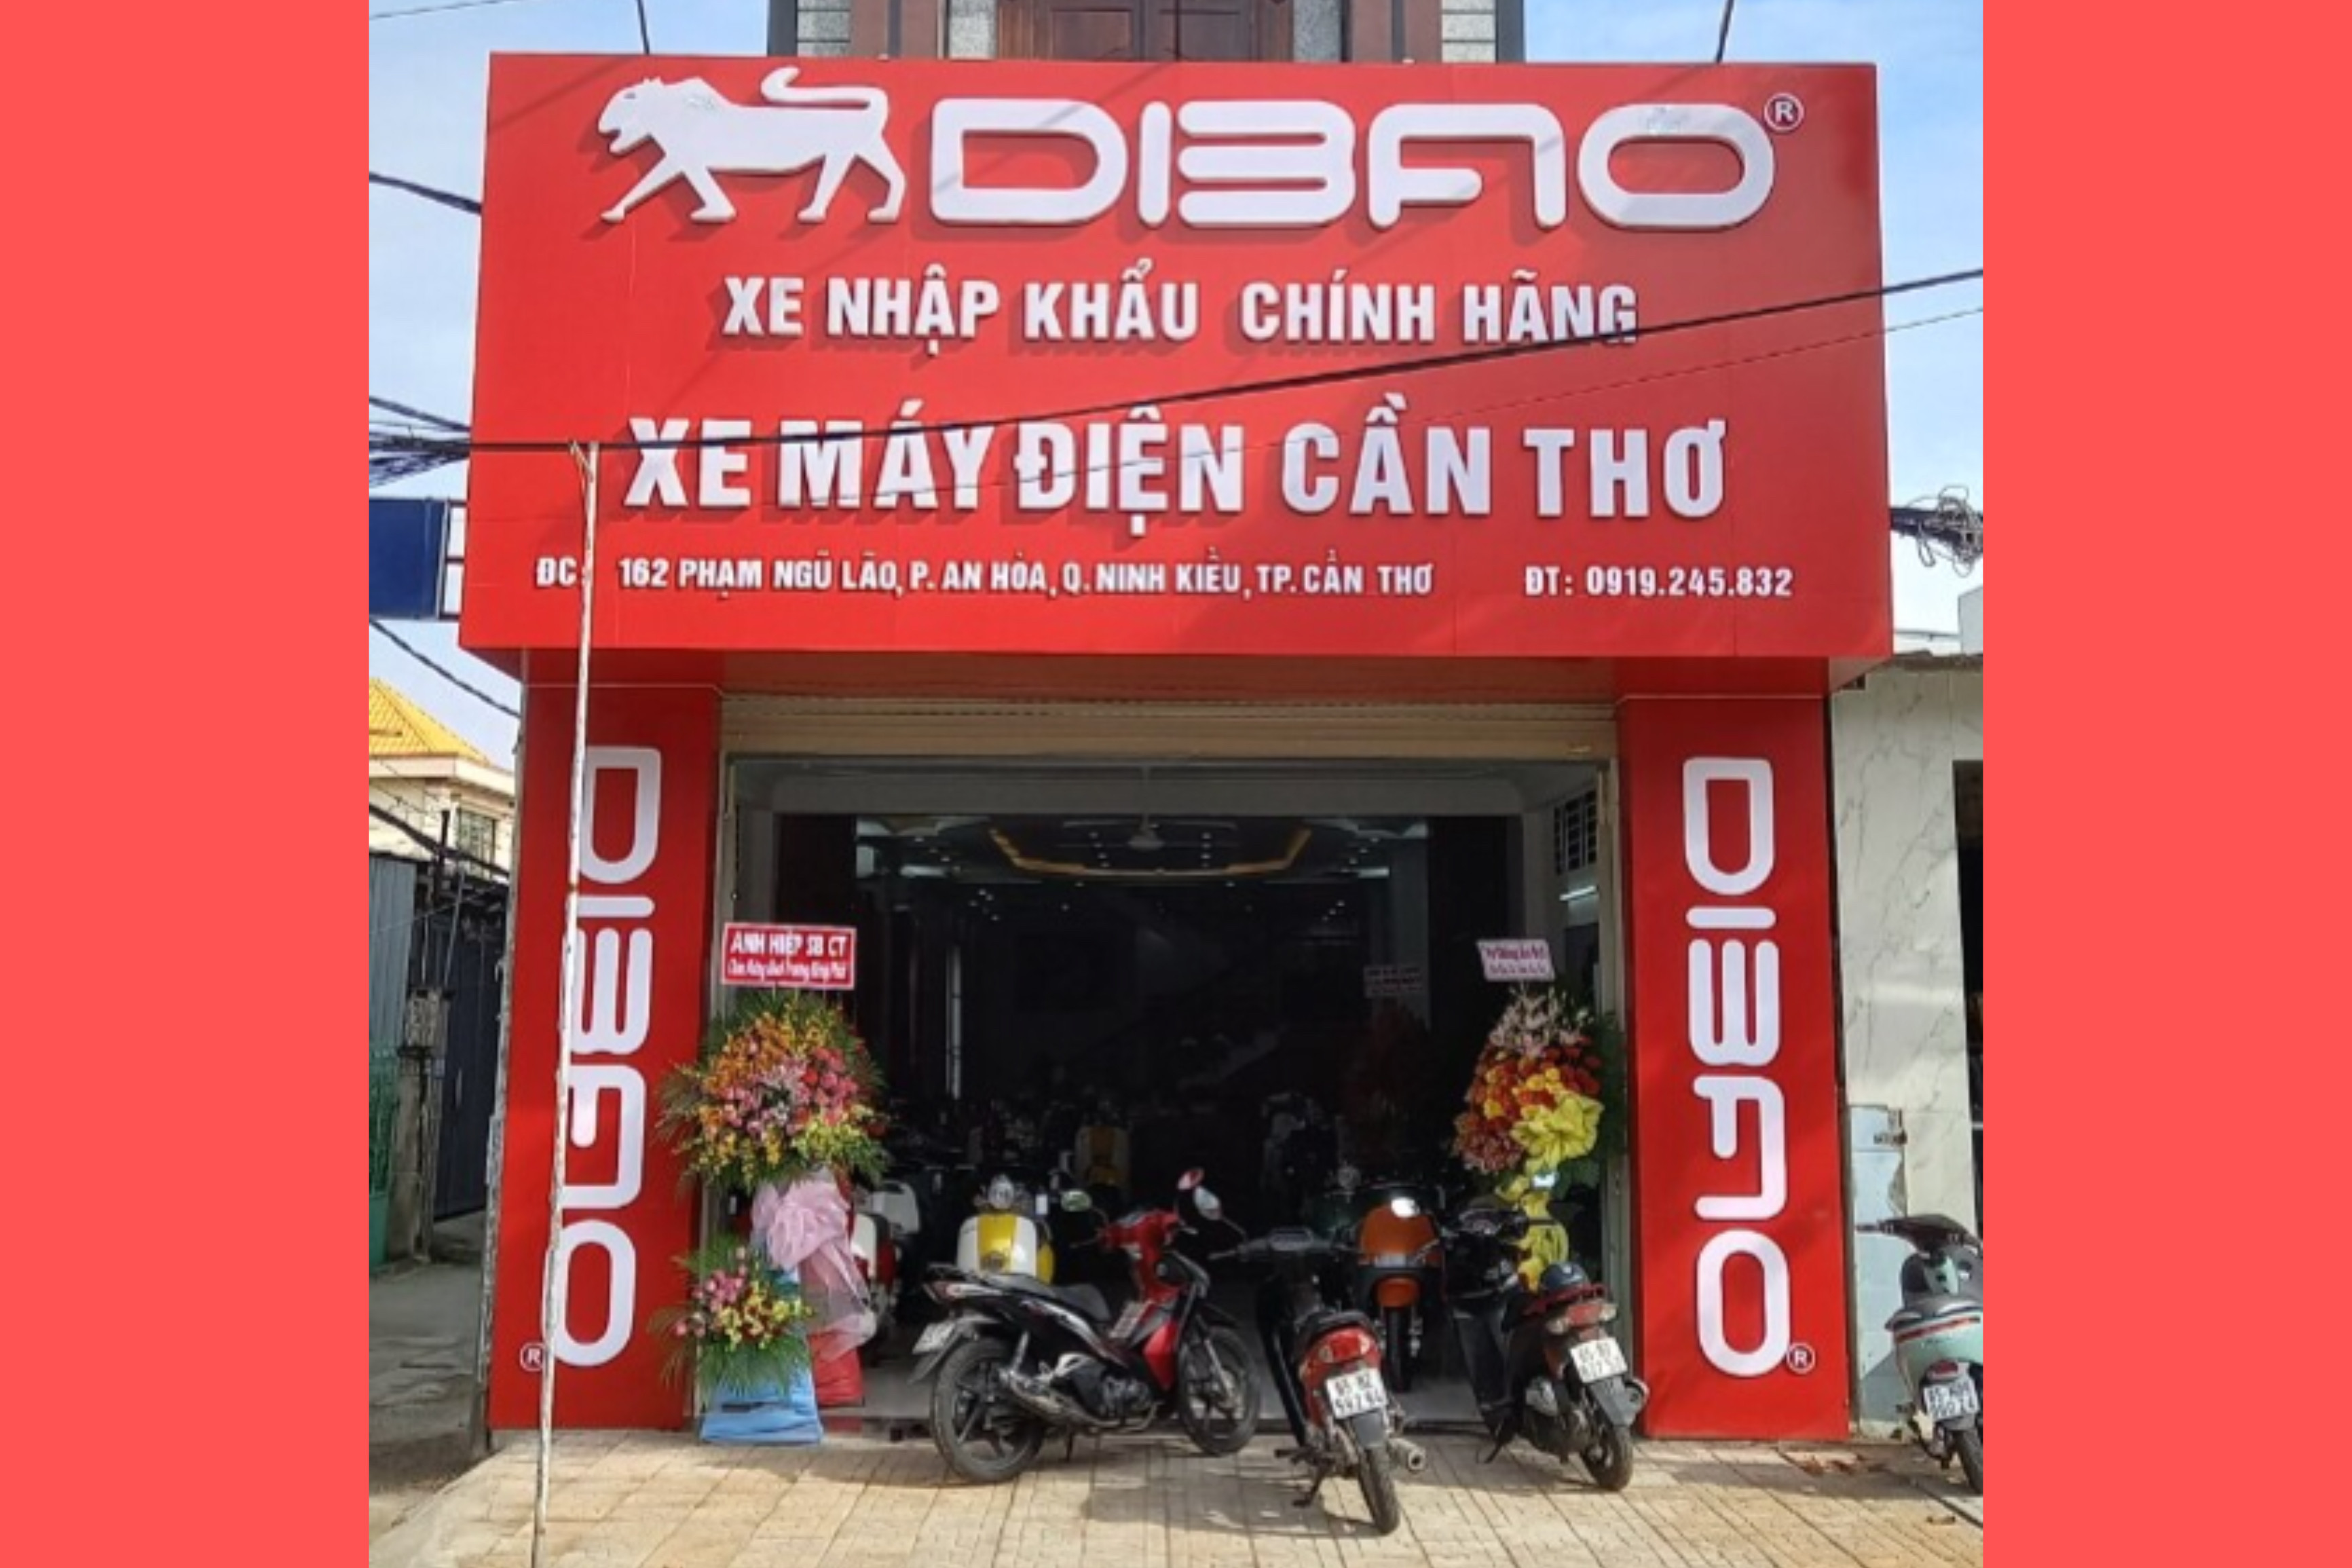 DIBAO®
XE NHẬP KHẨU CHÍNH HÃNG
XE MÁY ĐIỆN CẦN THƠ
ĐC: 162 PHẠM NGŨ LÃO, P. AN HÒA, Q. NINH KIỀU, TP. CẦN THƠ ĐT: 0919.245.832
DIBAO®
DIBAO®
ANH HIỆP SB CT